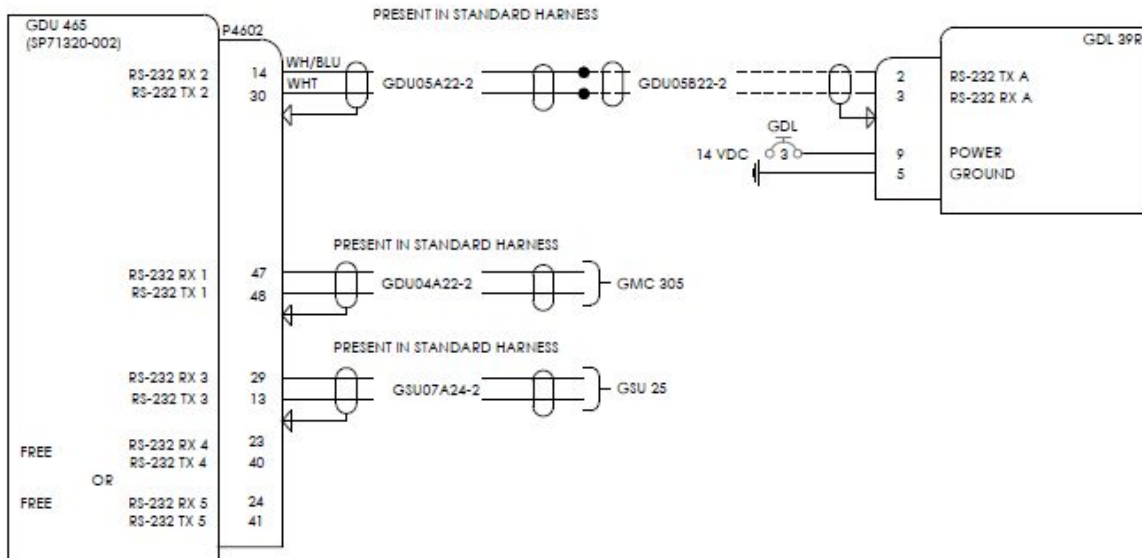 PRESENT IN STANDARD HARNESS
GDU 465
(SP71320-002)
P4602
GDL 39R
RS-232 RX 2 14 WH/BLU
RS-232 TX 2 30 WHT
GDU05A22-2
GDU05B22-2
2 RS-232 TX A
3 RS-232 RX A
GDL
14 VDC 3 9 POWER
5 GROUND
PRESENT IN STANDARD HARNESS
RS-232 RX 1 47
RS-232 TX 1 48
GDU04A22-2
GMC 305
PRESENT IN STANDARD HARNESS
RS-232 RX 3 29
RS-232 TX 3 13
GSU07A24-2
GSU 25
FREE
RS-232 RX 4 23
RS-232 TX 4 40
OR
FREE
RS-232 RX 5 24
RS-232 TX 5 41